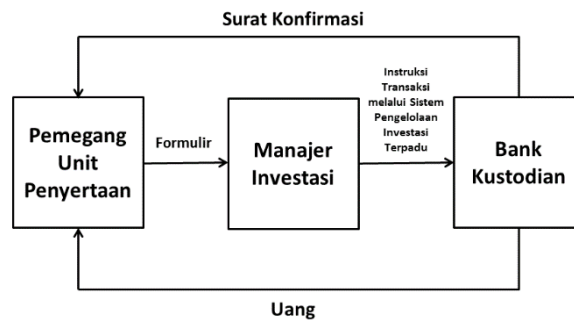 Surat Konfirmasi
Pemegang
Unit
Penyertaan
Formulir
Manajer
Investasi
Instruksi
Transaksi
melalui Sistem
Pengelolaan
Investasi
Terpadu
Bank
Kustodian
Uang